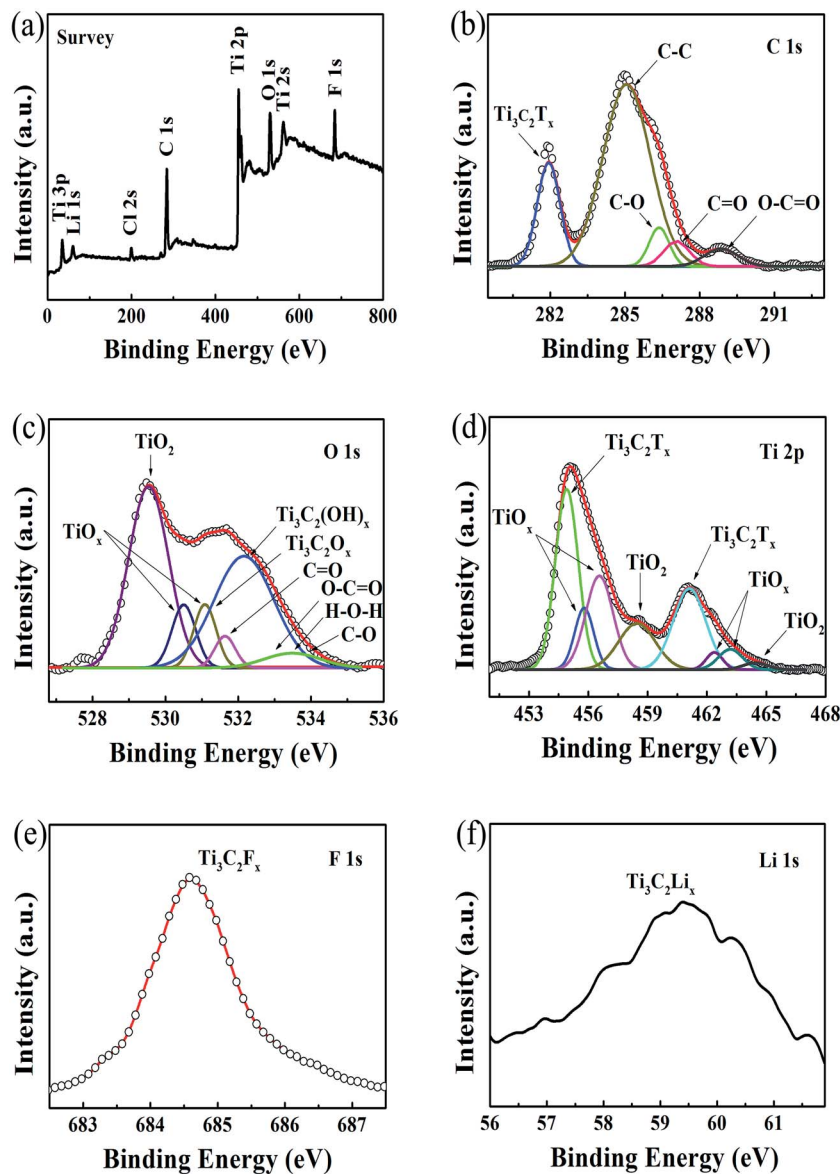 (a)
Survey
Ti 3p
Li 1s
Cl 2s
C 1s
Ti 2p
O 1s
Ti 2s
F 1s
Intensity (a.u.)
0 200 400 600 800
Binding Energy (eV)
(b)
C 1s
Ti₃C₂Tₓ
C-C
C-O
C=O
O-C=O
Intensity (a.u.)
282 285 288 291
Binding Energy (eV)
(c)
O 1s
TiO₂
TiOₓ
Ti₃C₂(OH)ₓ
Ti₃C₂Oₓ
C=O
O-C=O
H-O-H
C-O
Intensity (a.u.)
528 530 532 534 536
Binding Energy (eV)
(d)
Ti 2p
Ti₃C₂Tₓ
TiOₓ
TiO₂
Ti₃C₂Tₓ
TiOₓ
TiO₂
Intensity (a.u.)
453 456 459 462 465 468
Binding Energy (eV)
(e)
Ti₃C₂Fₓ
F 1s
Intensity (a.u.)
683 684 685 686 687
Binding Energy (eV)
(f)
Li 1s
Ti₃C₂Liₓ
Intensity (a.u.)
56 57 58 59 60 61
Binding Energy (eV)